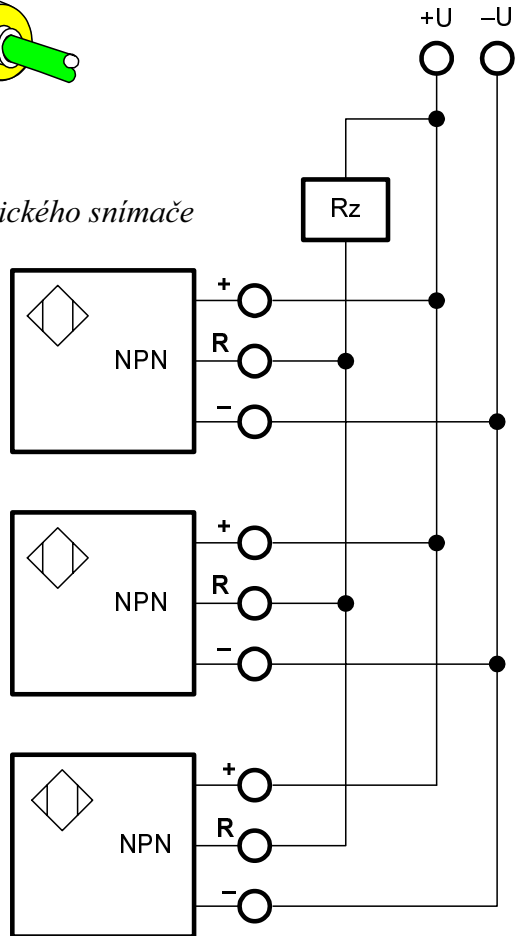 +U –U
ického snímače
Rz
+
R
NPN
–
+
R
NPN
–
+
R
NPN
–